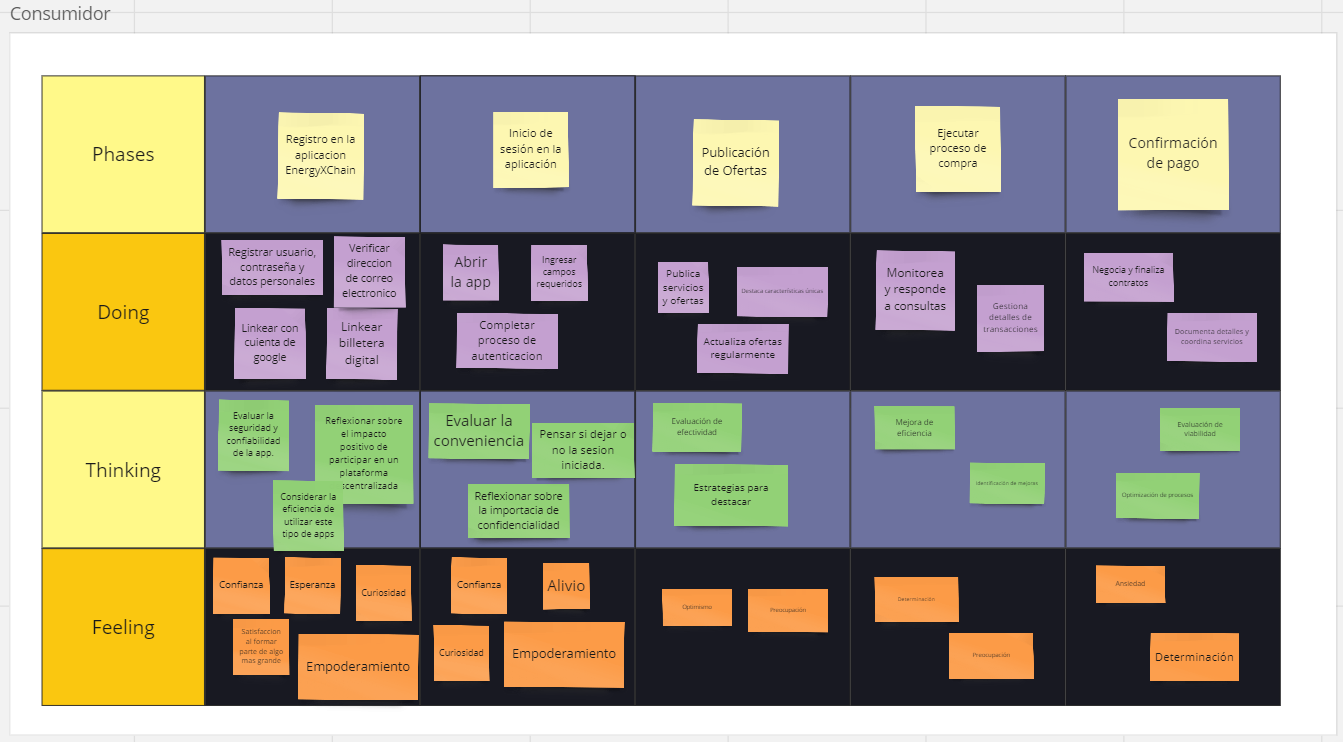 Consumidor
Phases
Registro en la
aplicacion
EnergyXChain
Inicio de
sesión en la
aplicación
Publicación
de Ofertas
Ejecutar
proceso de
compra
Confirmación
de pago
Doing
Registrar usuario,
contraseña y
datos personales
Verificar
direccion
de correo
electronico
Linkear con
cuienta de
google
Linkear
billetera
digital
Abrir
la app
Ingresar
campos
requeridos
Completar
proceso de
autenticacion
Publica
servicios
y ofertas
Destaca características únicas
Actualiza ofertas
regularmente
Monitorea
y responde
a consultas
Gestiona
detalles de
transacciones
Negocia y finaliza
contratos
Documenta detalles y
coordina servicios
Thinking
Evaluar la
seguridad y
confiabilidad
de la app.
Reflexionar sobre
el impacto
positivo de
participar en un
plataforma
scentralizada
Considerar la
eficiencia de
utilizar este
tipo de apps
Evaluar la
conveniencia
Pensar si dejar o
no la sesion
iniciada.
Reflexionar sobre
la importacia de
confidencialidad
Evaluación de
efectividad
Estrategias para
destacar
Mejora de
eficiencia
Identificación de mejores
Evaluación de
viabilidad
Optimización de procesos
Feeling
Confianza
Esperanza
Curiosidad
Satisfaccion
al formar
parte de algo
mas grande
Empoderamiento
Confianza
Alivio
Curiosidad
Empoderamiento
Optimismo
Preocupación
Determinación
Preocupación
Ansiedad
Determinación